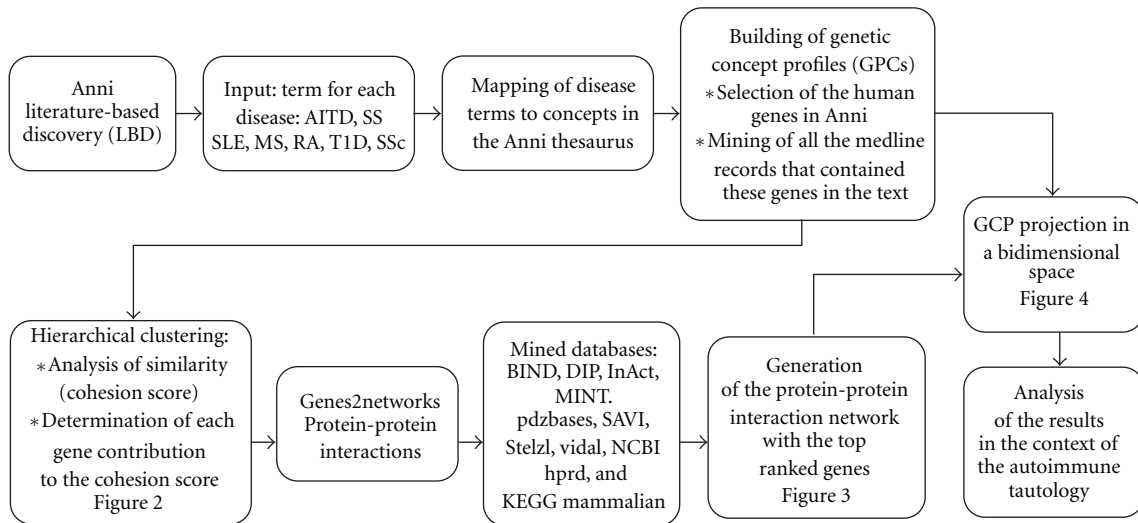 Anni
literature-based
discovery (LBD)
Input: term for each
disease: AITD, SS
SLE, MS, RA, T1D, SSc
Mapping of disease
terms to concepts in
the Anni thesaurus
Building of genetic
concept profiles (GPCs)
∗Selection of the human
genes in Anni
∗Mining of all the medline
records that contained
these genes in the text
GCP projection in
a bidimensional
space
Figure 4
Hierarchical clustering:
∗Analysis of similarity
(cohesion score)
∗Determination of each
gene contribution
to the cohesion score
Figure 2
Genes2networks
Protein-protein
interactions
Mined databases:
BIND, DIP, InAct,
MINT.
pdzbases, SAVI,
Stelzl, vidal, NCBI
hprd, and
KEGG mammalian
Generation
of the protein-protein
interaction network
with the top
ranked genes
Figure 3
Analysis
of the results
in the context of
the autoimmune
tautology